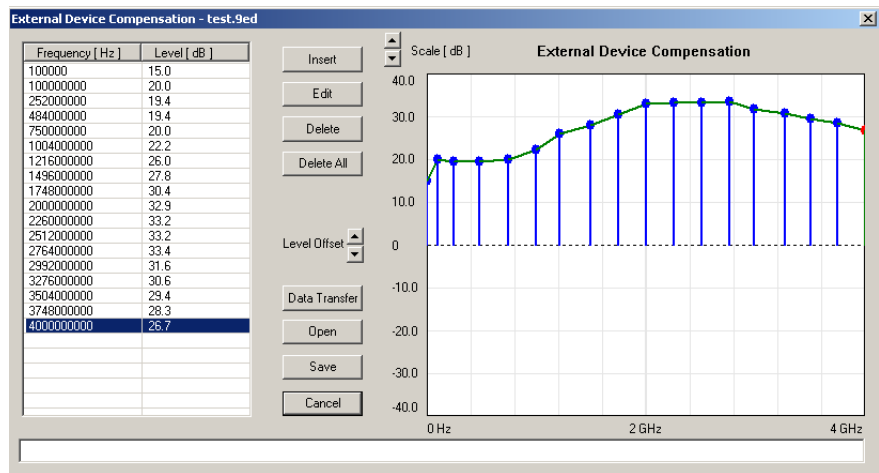 External Device Compensation - test.9ed
Frequency [ Hz ] Level [ dB ]
100000 15.0
100000000 20.0
252000000 19.4
484000000 19.4
750000000 20.0
1004000000 22.2
1216000000 26.0
1496000000 27.8
1748000000 30.4
2000000000 32.9
2260000000 33.2
2512000000 33.2
2764000000 33.4
2992000000 31.6
3276000000 30.6
3504000000 29.4
3748000000 28.3
4000000000 26.7
Insert
Edit
Delete
Delete All
Level Offset
Data Transfer
Open
Save
Cancel
Scale [ dB ]
External Device Compensation
40.0
30.0
20.0
10.0
0
-10.0
-20.0
-30.0
-40.0
0 Hz 2 GHz 4 GHz